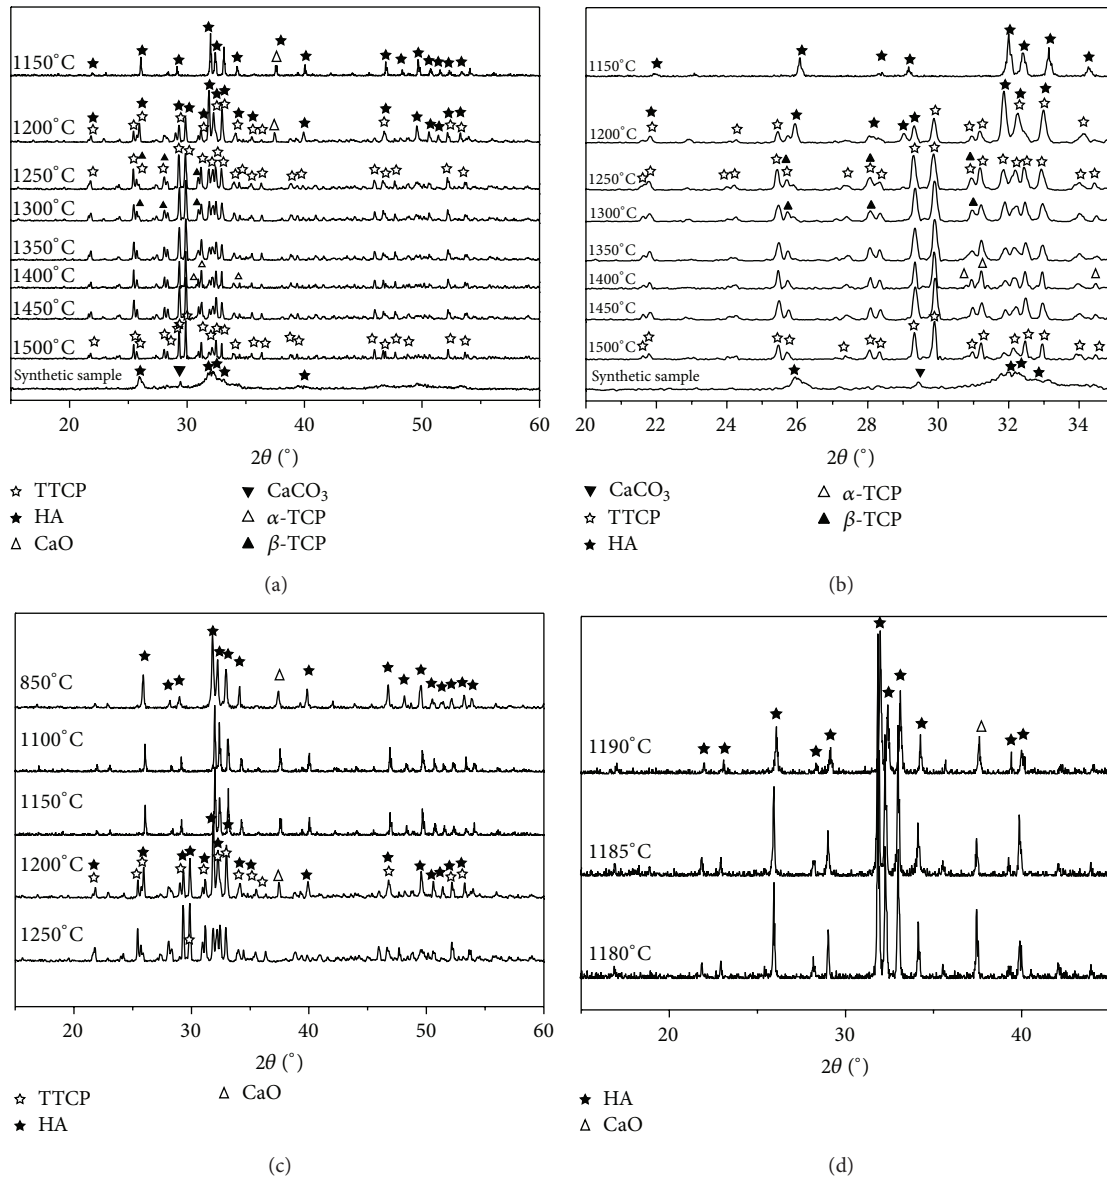 1150°C
1200°C
1250°C
1300°C
1350°C
1400°C
1450°C
1500°C
Synthetic sample
20 30 40 50 60
2θ (°)
TTCP
HA
CaO
CaCO3
α-TCP
β-TCP
(a)
1150°C
1200°C
1250°C
1300°C
1350°C
1400°C
1450°C
1500°C
Synthetic sample
20 22 24 26 28 30 32 34
2θ (°)
CaCO3
TTCP
HA
α-TCP
β-TCP
(b)
850°C
1100°C
1150°C
1200°C
1250°C
20 30 40 50 60
2θ (°)
TTCP
HA
CaO
(c)
1190°C
1185°C
1180°C
20 30 40
2θ (°)
HA
CaO
(d)